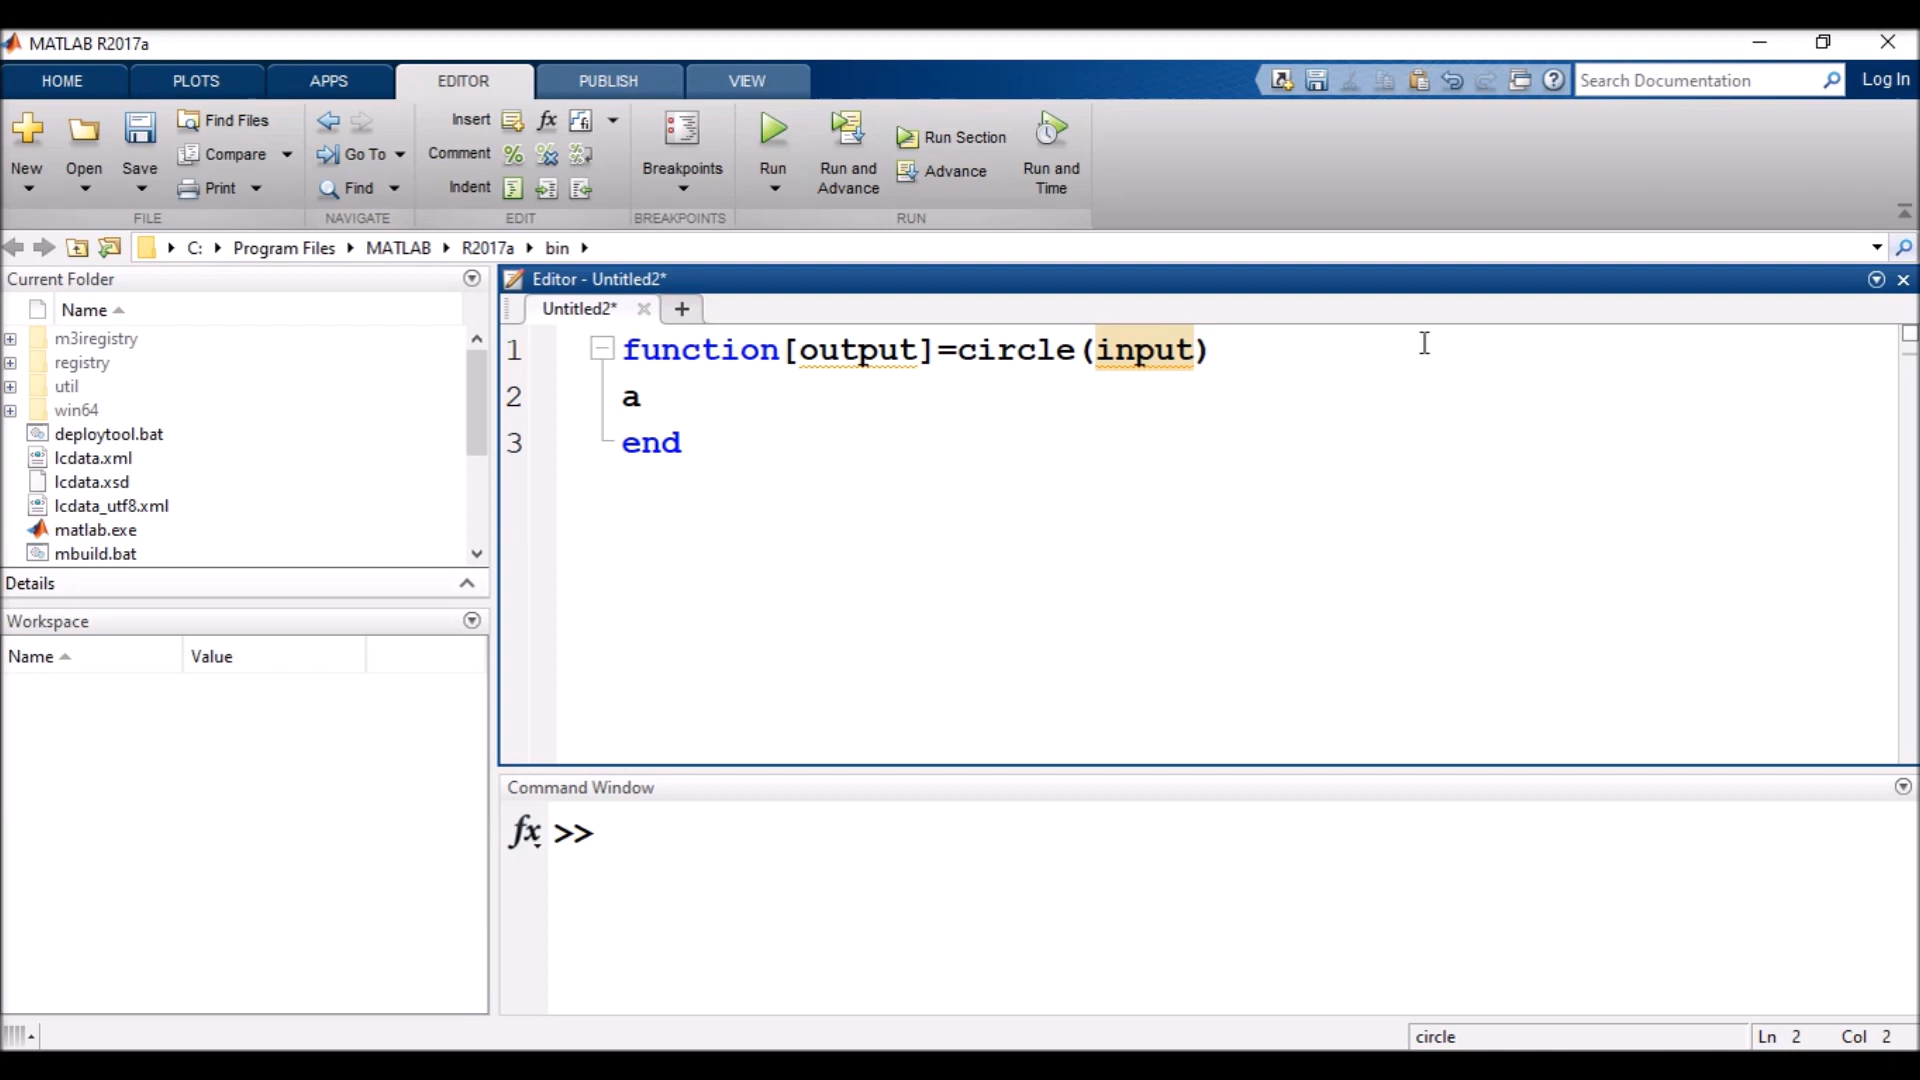 MATLAB R2017a
HOME PLOTS APPS EDITOR PUBLISH VIEW Search Documentation Log In
New Open Save Find Files Compare Print
Go To Find
Insert fx fi
Comment % % %
Indent
Breakpoints Run Run and Advance Run Section Advance Run and Time
FILE NAVIGATE EDIT BREAKPOINTS RUN
C: Program Files MATLAB R2017a bin
Current Folder
Name
m3iregistry
registry
util
win64
deploytool.bat
lcdata.xml
lcdata.xsd
lcdata_utf8.xml
matlab.exe
mbuild.bat
Details
Workspace
Name Value
Editor - Untitled2*
Untitled2* +
1 function[output]=circle(input)
2 a
3 end
Command Window
fx >>
circle Ln 2 Col 2